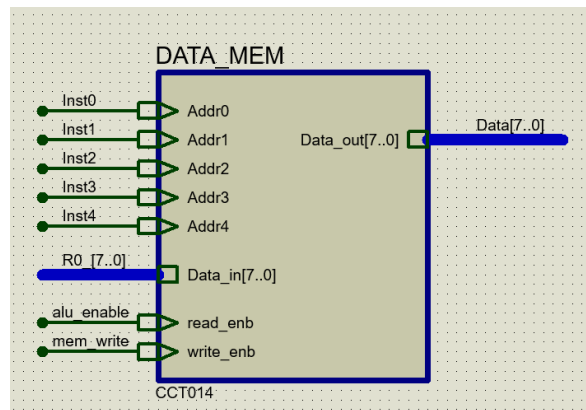 DATA_MEM
Inst0
Addr0
Inst1
Addr1
Data_out[7..0]
Data[7..0]
Inst2
Addr2
Inst3
Addr3
Inst4
Addr4
R0_[7..0]
Data_in[7..0]
alu_enable
read_enb
mem_write
write_enb
CCT014